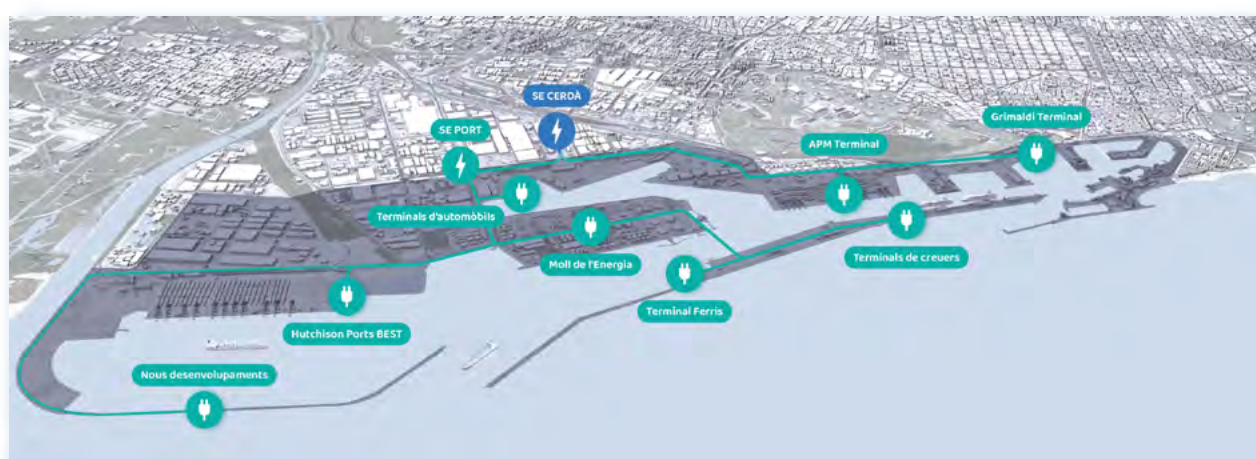 SE CERDÀ
Grimaldi Terminal
SE PORT
APM Terminal
Terminals d'automòbils
Terminals de creuers
Moll de l'Energia
Terminal Ferris
Hutchison Ports BEST
Nous desenvolupaments